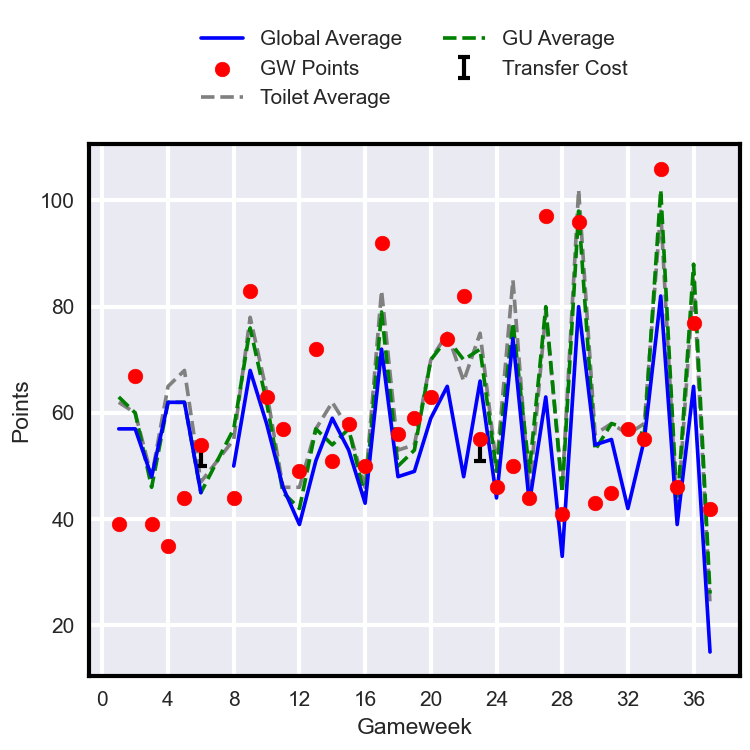 Global Average
GW Points
Toilet Average
GU Average
Transfer Cost
Points
100
80
60
40
20
0 4 8 12 16 20 24 28 32 36
Gameweek